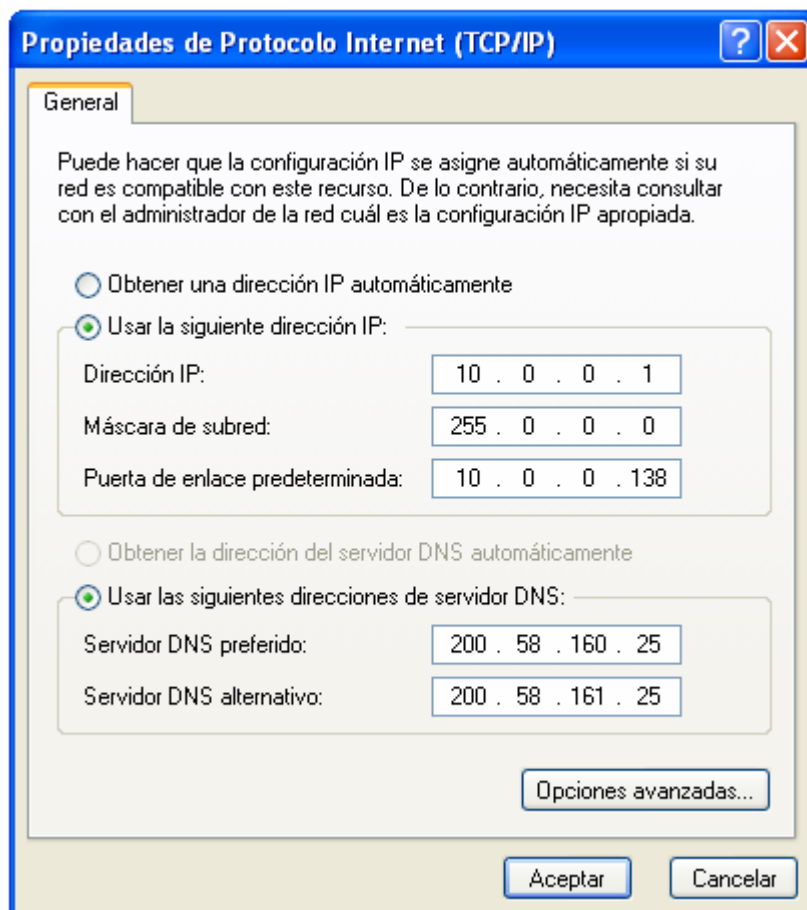 Propiedades de Protocolo Internet (TCP/IP)
General
Puede hacer que la configuración IP se asigne automáticamente si su
red es compatible con este recurso. De lo contrario, necesita consultar
con el administrador de la red cuál es la configuración IP apropiada.
Obtener una dirección IP automáticamente
Usar la siguiente dirección IP:
Dirección IP: 10 . 0 . 0 . 1
Máscara de subred: 255 . 0 . 0 . 0
Puerta de enlace predeterminada: 10 . 0 . 0 . 138
Obtener la dirección del servidor DNS automáticamente
Usar las siguientes direcciones de servidor DNS:
Servidor DNS preferido: 200 . 58 . 160 . 25
Servidor DNS alternativo: 200 . 58 . 161 . 25
Opciones avanzadas...
Aceptar Cancelar